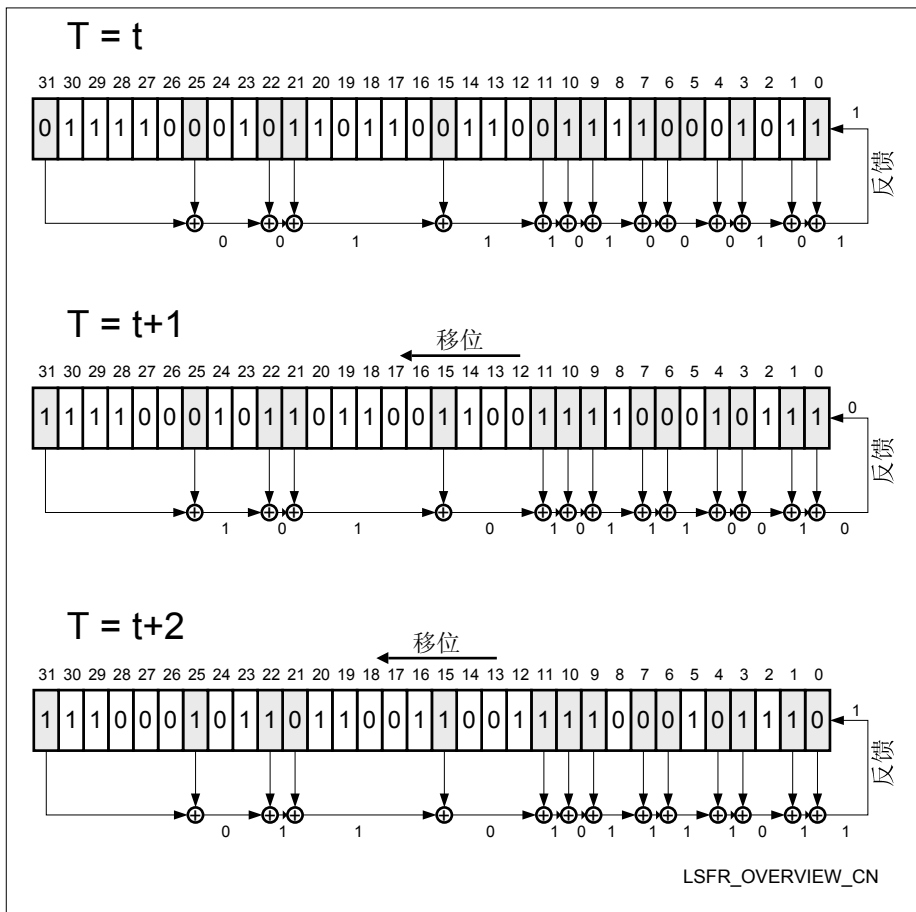 T = t
31 30 29 28 27 26 25 24 23 22 21 20 19 18 17 16 15 14 13 12 11 10 9 8 7 6 5 4 3 2 1 0
0 1 1 1 1 0 0 0 1 0 1 1 0 1 1 0 0 1 1 0 0 1 1 1 1 0 0 0 1 0 1 1
1
反馈
0 0 1 1 1 0 1 0 0 0 1 0 1
T = t+1
移位
31 30 29 28 27 26 25 24 23 22 21 20 19 18 17 16 15 14 13 12 11 10 9 8 7 6 5 4 3 2 1 0
1 1 1 1 0 0 0 1 0 1 1 0 1 1 0 0 1 1 0 0 1 1 1 1 0 0 0 1 0 1 1 1
0
反馈
1 0 1 0 1 0 1 1 1 0 0 1 0
T = t+2
移位
31 30 29 28 27 26 25 24 23 22 21 20 19 18 17 16 15 14 13 12 11 10 9 8 7 6 5 4 3 2 1 0
1 1 1 0 0 0 1 0 1 1 0 1 1 0 0 1 1 0 0 1 1 1 1 0 0 0 1 0 1 1 1 0
1
反馈
0 1 1 0 1 0 1 1 1 1 0 1 1
LSFR_OVERVIEW_CN